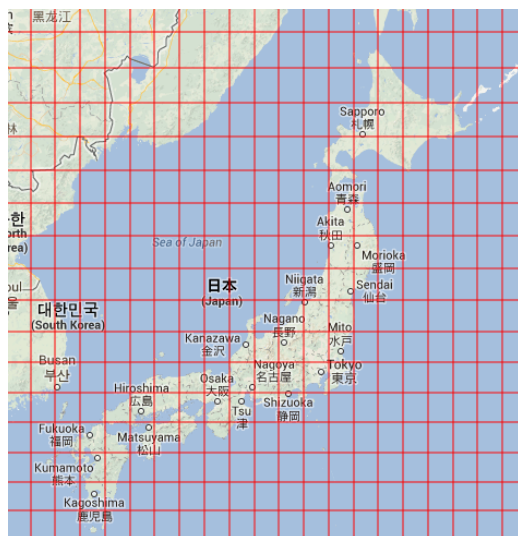 黑龙江
Sapporo
札幌
林
Aomori
青森
Akita
秋田
Morioka
盛岡
Sea of Japan
日本
(Japan)
Niigata
新潟
Sendai
仙台
대한민국
(South Korea)
Nagano
長野
Mito
水戸
Kanazawa
金沢
Busan
부산
Nagoya
名古屋
Tokyo
東京
Osaka
大阪
Hiroshima
広島
Shizuoka
静岡
Tsu
津
Fukuoka
福岡
Matsuyama
松山
Kumamoto
熊本
Kagoshima
鹿児島